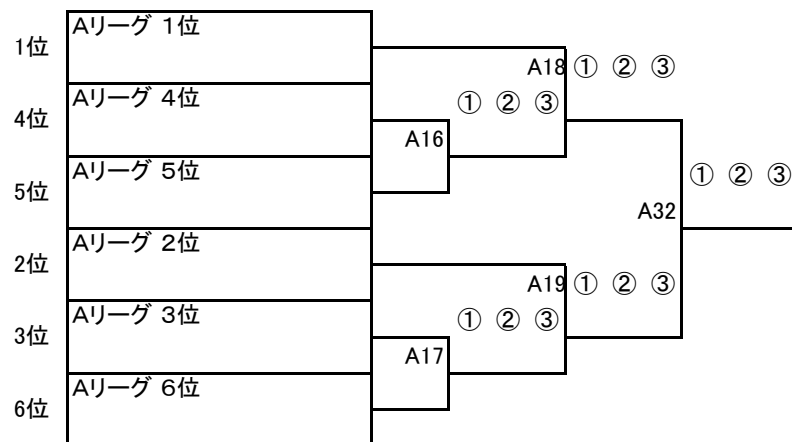 Aリーグ 1位
1位
A18 ① ② ③
Aリーグ 4位
① ② ③
4位
A16
Aリーグ 5位
① ② ③
5位
A32
Aリーグ 2位
2位
A19 ① ② ③
Aリーグ 3位
① ② ③
3位
A17
Aリーグ 6位
6位